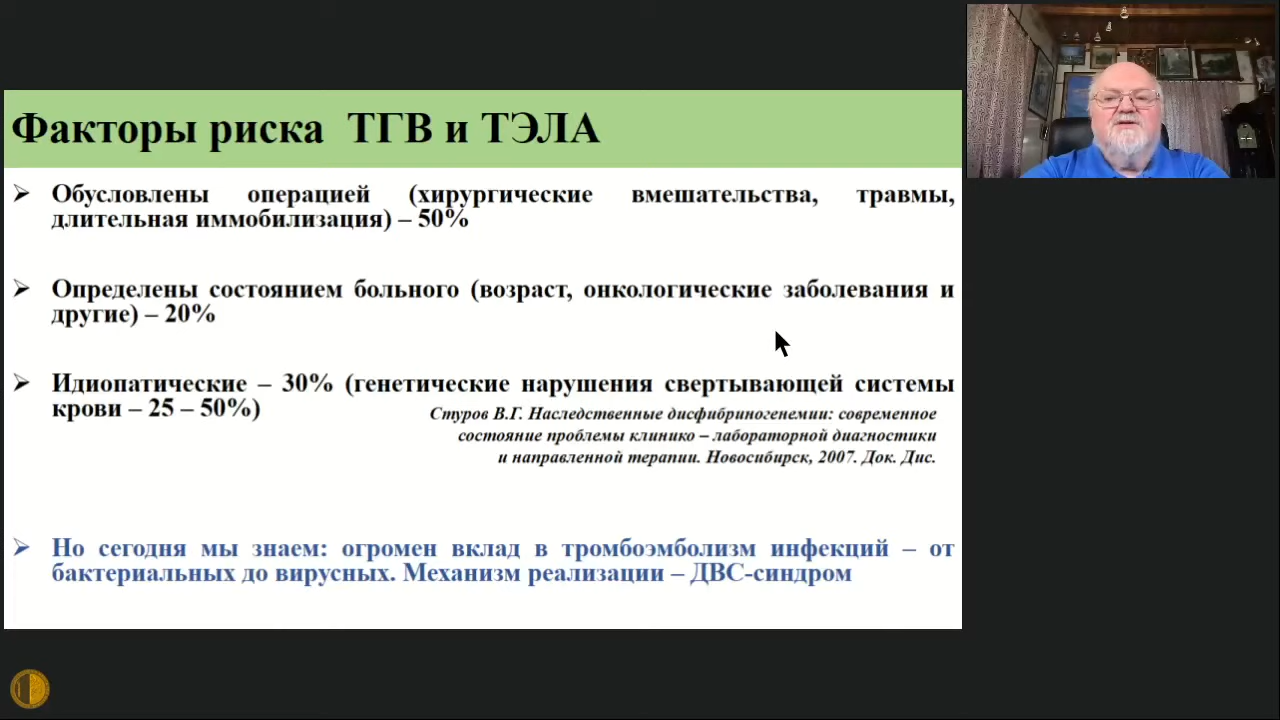 Факторы риска ТГВ и ТЭЛА
➢ Обусловлены операцией (хирургические вмешательства, травмы,
длительная иммобилизация) – 50%
➢ Определены состоянием больного (возраст, онкологические заболевания и
другие) – 20%
➢ Идиопатические – 30% (генетические нарушения свертывающей системы
крови – 25 – 50%)
Стуров В.Г. Наследственные дисфибриногенемии: современное
состояние проблемы клинико – лабораторной диагностики
и направленной терапии. Новосибирск, 2007. Док. Дис.
➢ Но сегодня мы знаем: огромен вклад в тромбоэмболизм инфекций – от
бактериальных до вирусных. Механизм реализации – ДВС-синдром